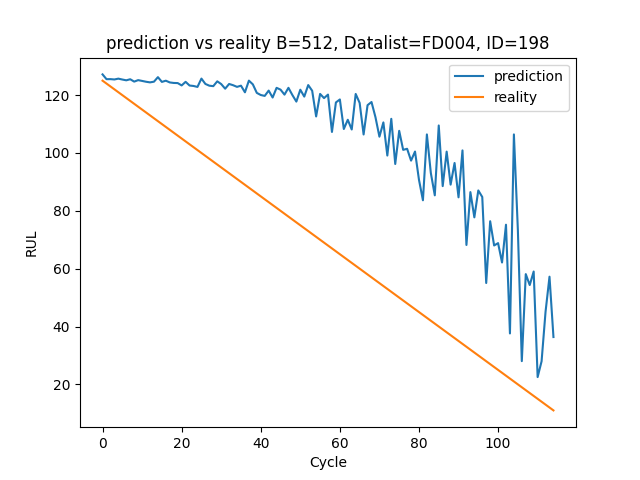 prediction vs reality B=512, Datalist=FD004, ID=198
prediction
reality
RUL
120
100
80
60
40
20
0 20 40 60 80 100
Cycle